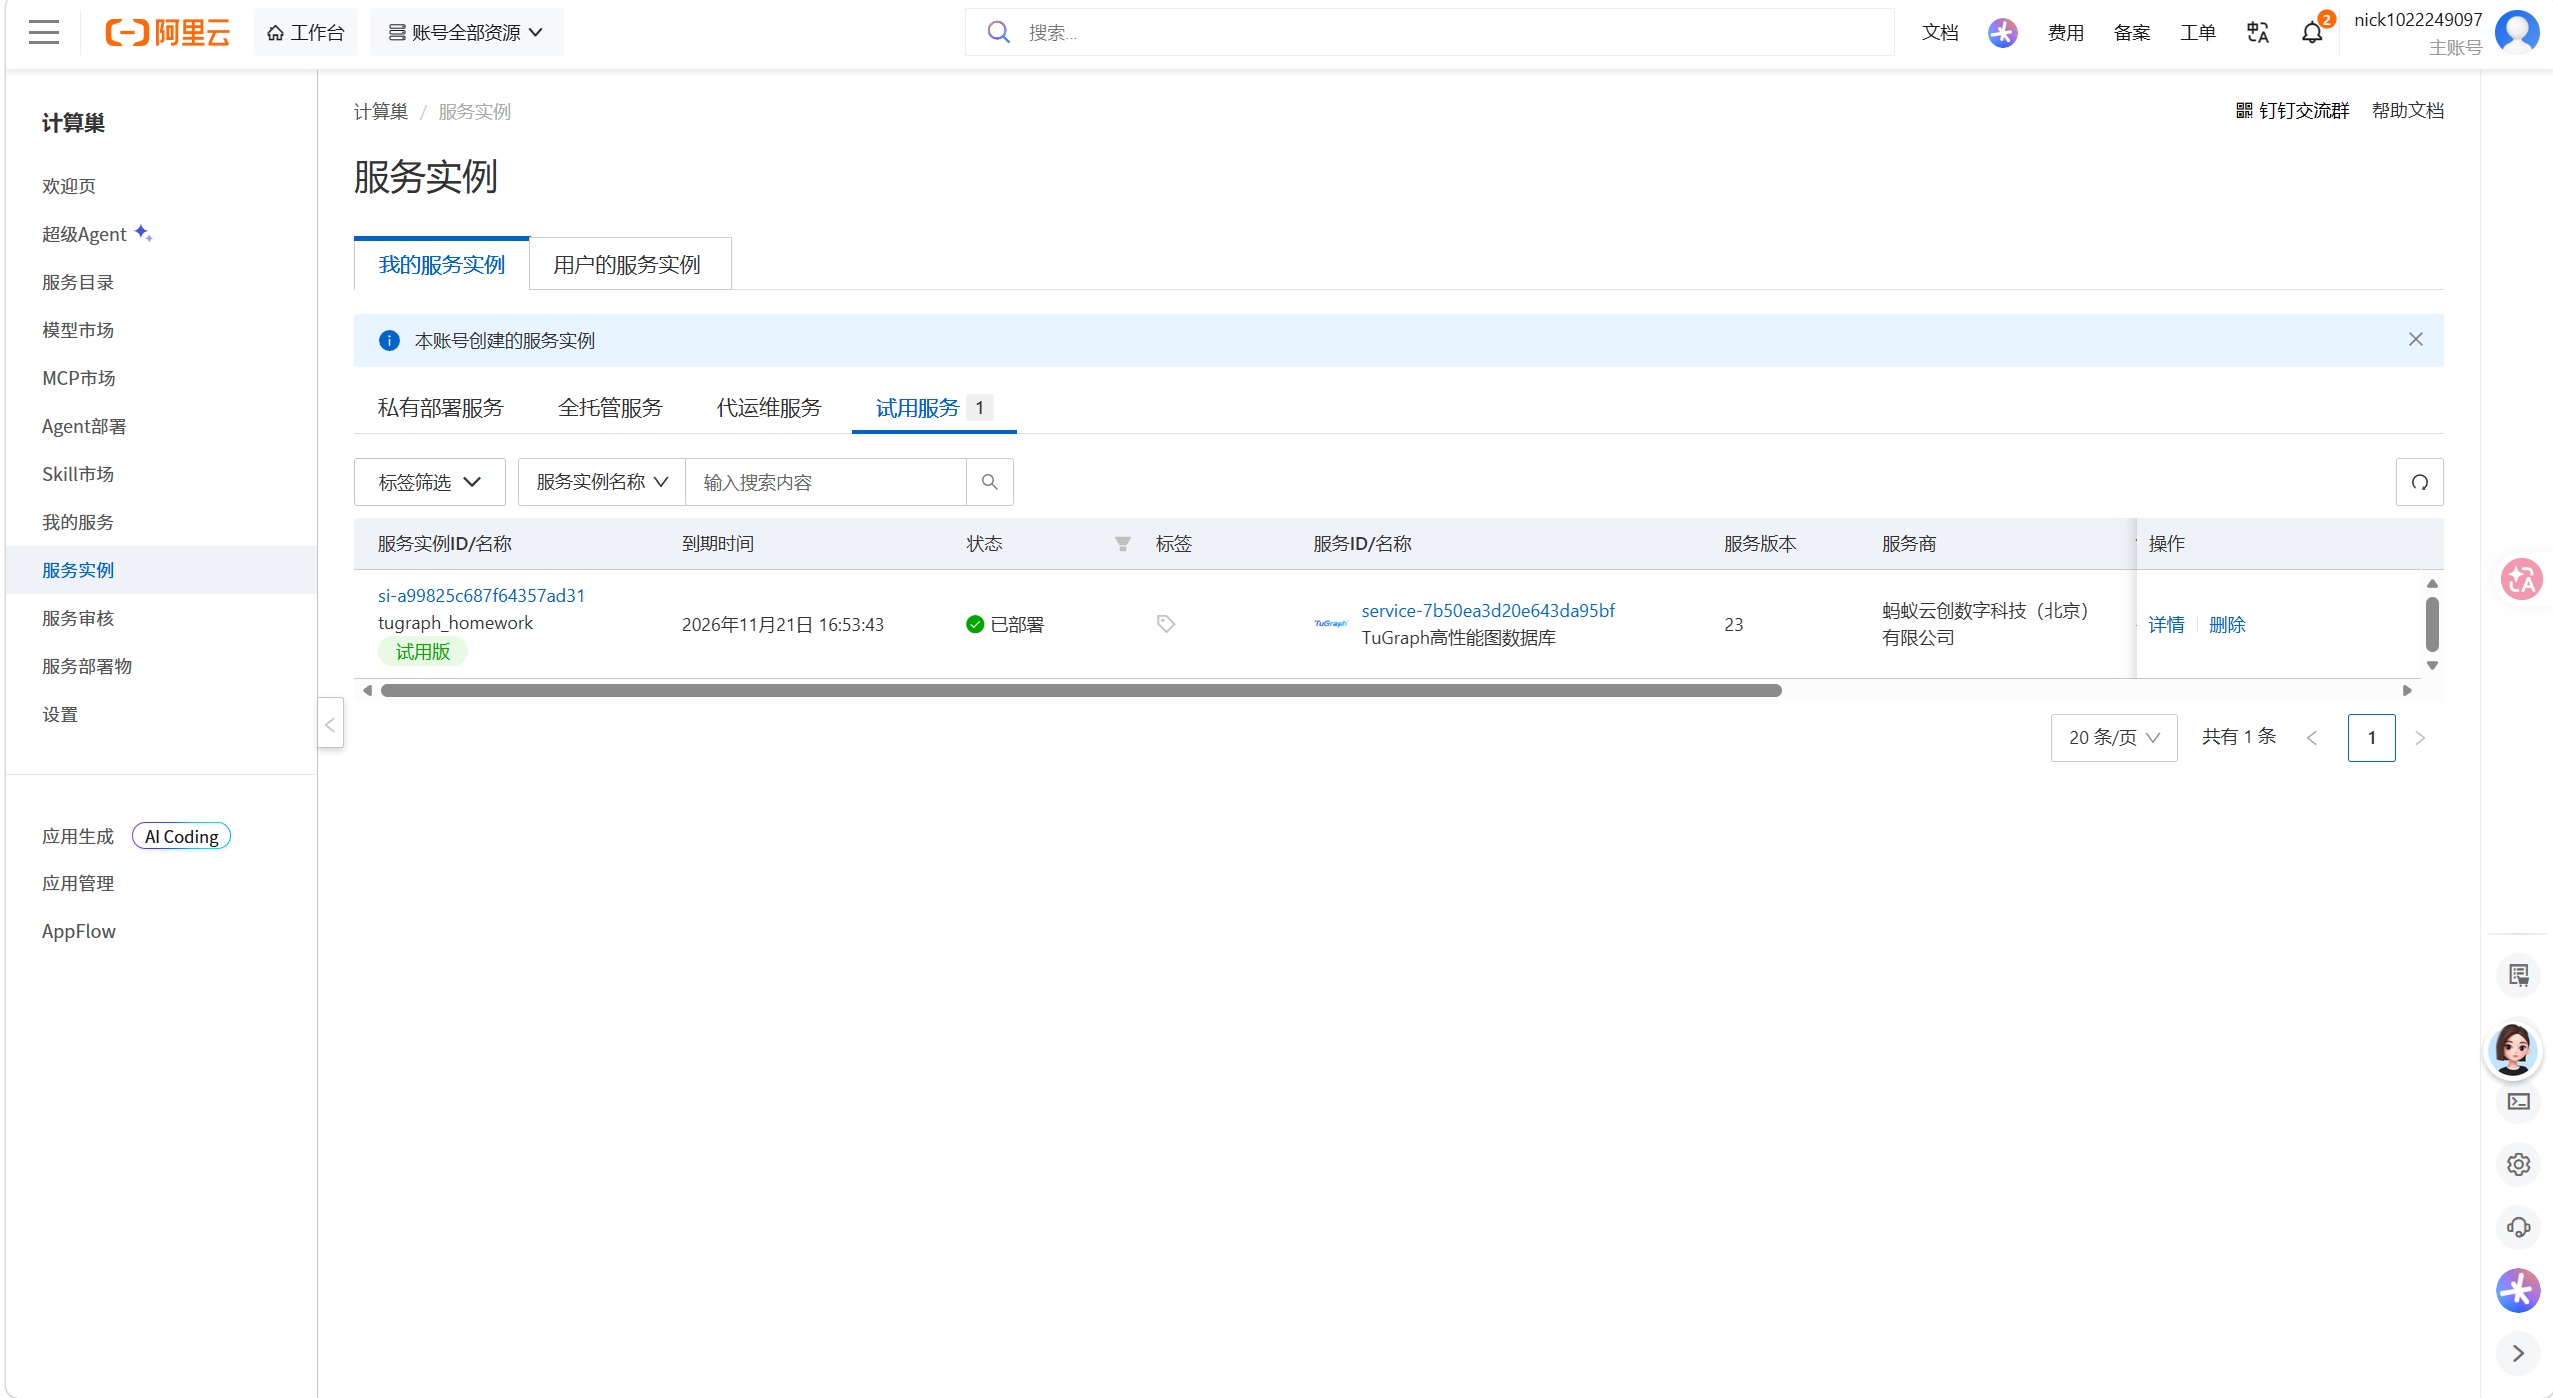 阿里云
工作台
账号全部资源
搜索...
文档
费用
备案
工单
2
nick1022249097
主账号
计算巢
欢迎页
超级Agent
服务目录
模型市场
MCP市场
Agent部署
Skill市场
我的服务
服务实例
服务审核
服务部署物
设置
应用生成 AI Coding
应用管理
AppFlow
计算巢 / 服务实例
钉钉交流群 帮助文档
服务实例
我的服务实例 用户的服务实例
本账号创建的服务实例
私有部署服务 全托管服务 代运维服务 试用服务 1
标签筛选 服务实例名称 输入搜索内容
服务实例ID/名称 到期时间 状态 标签 服务ID/名称 服务版本 服务商 操作
si-a99825c687f64357ad31
tugraph_homework
试用版
2026年11月21日 16:53:43
已部署
TuGraph
service-7b50ea3d20e643da95bf
TuGraph高性能图数据库
23
蚂蚁云创数字科技（北京）
有限公司
详情 删除
20 条/页 共有 1 条 1